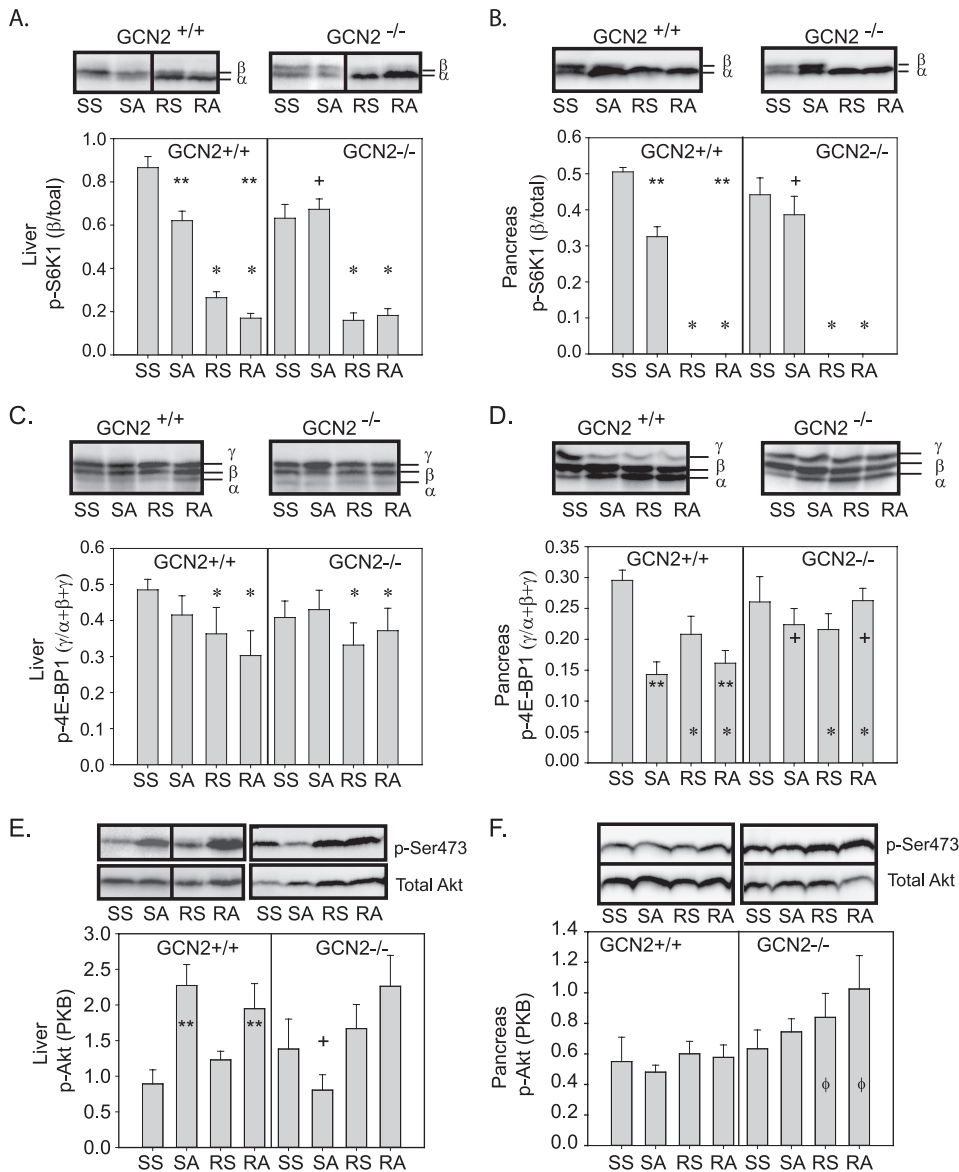 A.
GCN2 +/+
GCN2 -/-
β
α
β
α
SS SA RS RA
SS SA RS RA
Liver
p-S6K1 (β/toal)
1.0
0.8
0.6
0.4
0.2
0.0
GCN2+/+
GCN2-/-
** ** +
* * * *
SS SA RS RA SS SA RS RA
B.
GCN2 +/+
GCN2 -/-
β
α
β
α
SS SA RS RA
SS SA RS RA
Pancreas
p-S6K1 (β/total)
0.6
0.5
0.4
0.3
0.2
0.1
0.0
GCN2+/+
GCN2-/-
** ** +
* * * *
SS SA RS RA SS SA RS RA
C.
GCN2 +/+
GCN2 -/-
γ
β
α
γ
β
α
SS SA RS RA
SS SA RS RA
Liver
p-4E-BP1 (γ/α+β+γ)
0.6
0.5
0.4
0.3
0.2
0.1
0.0
GCN2+/+
GCN2-/-
* * * *
SS SA RS RA SS SA RS RA
D.
GCN2 +/+
GCN2 -/-
γ
β
α
γ
β
α
SS SA RS RA
SS SA RS RA
Pancreas
p-4E-BP1 (γ/α+β+γ)
0.35
0.30
0.25
0.20
0.15
0.10
0.05
0.00
GCN2+/+
GCN2-/-
** ** + +
* * * *
SS SA RS RA SS SA RS RA
E.
p-Ser473
Total Akt
SS SA RS RA SS SA RS RA
Liver
p-Akt (PKB)
3.0
2.5
2.0
1.5
1.0
0.5
0.0
GCN2+/+
GCN2-/-
** ** +
SS SA RS RA SS SA RS RA
F.
p-Ser473
Total Akt
SS SA RS RA SS SA RS RA
Pancreas
p-Akt (PKB)
1.4
1.2
1.0
0.8
0.6
0.4
0.2
0.0
GCN2+/+
GCN2-/-
ϕ ϕ
SS SA RS RA SS SA RS RA